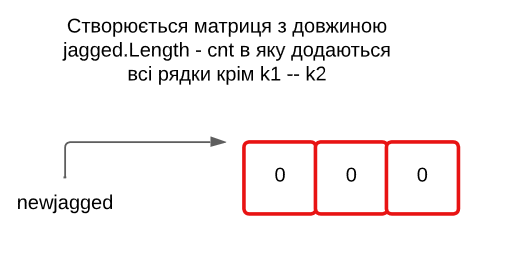 Створюється матриця з довжиною
jagged.Length - cnt в яку додаються
всі рядки крім k1 -- k2
newjagged
0 0 0